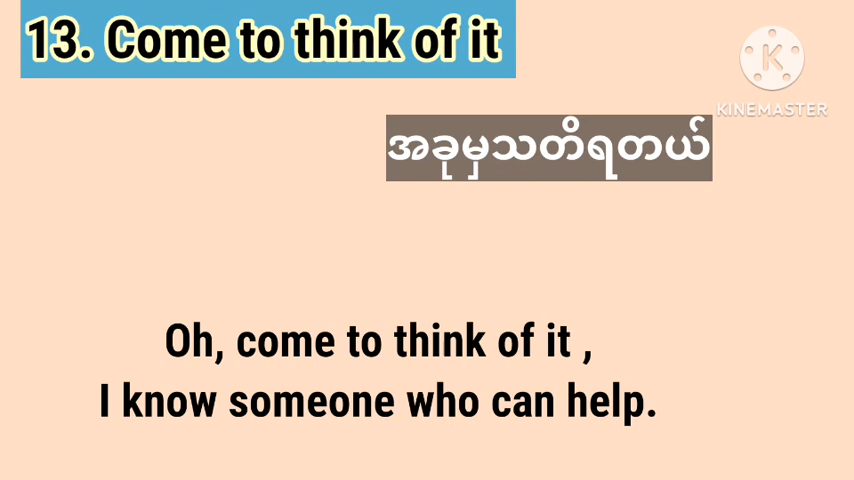 13. Come to think of it
KINEMASTER
အခုမှသတိရတယ်
Oh, come to think of it ,
I know someone who can help.